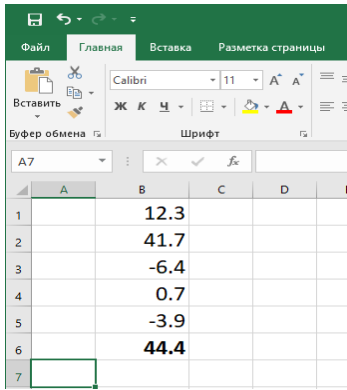 Файл Главная Вставка Разметка страницы
Вставить
Calibri 11 A A
Ж К Ч А
Буфер обмена Шрифт
A7 fx
A B C D
1 12.3
2 41.7
3 -6.4
4 0.7
5 -3.9
6 44.4
7